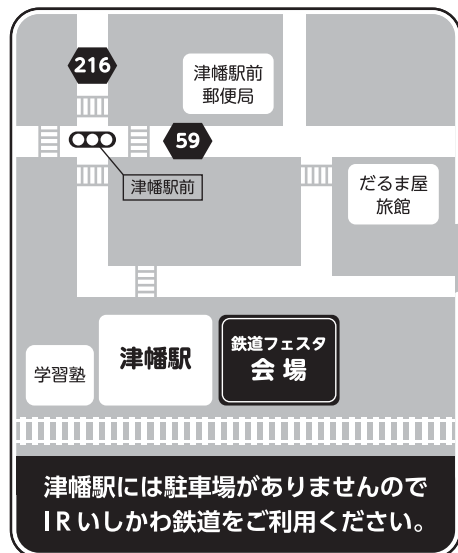 216
津幡駅前
郵便局
59
津幡駅前
だるま屋
旅館
学習塾
津幡駅
鉄道フェスタ
会場
津幡駅には駐車場がありませんので
IRいしかわ鉄道をご利用ください。